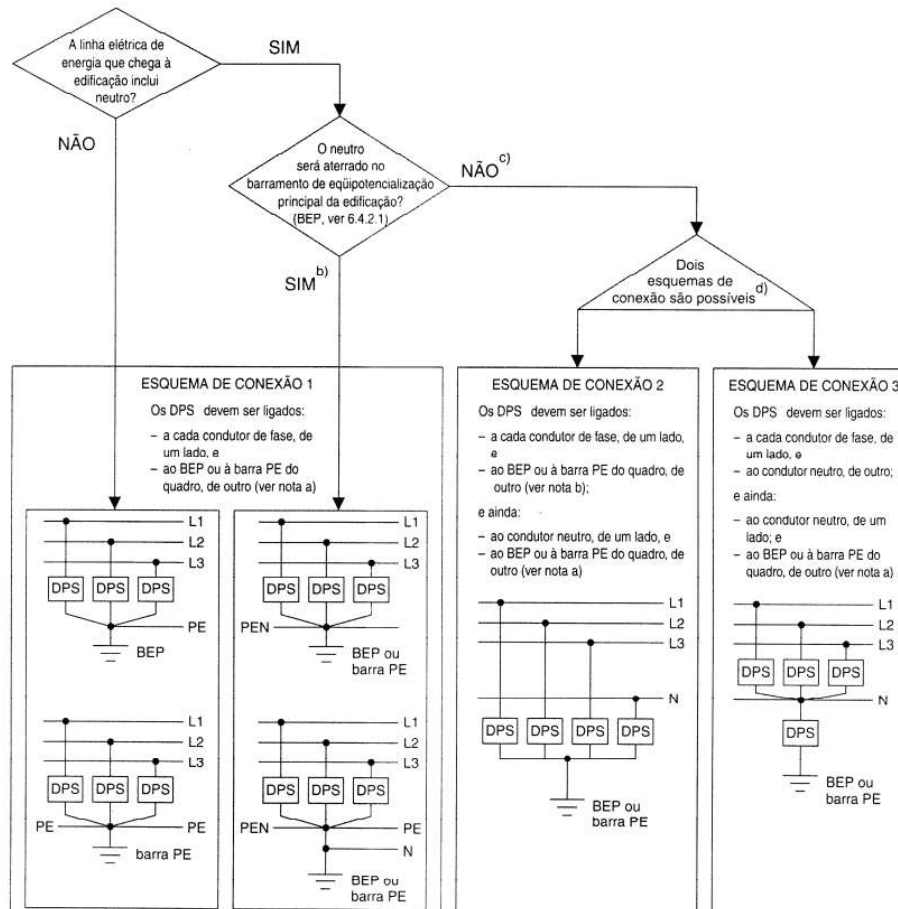 A linha elétrica de
energia que chega à
edificação inclui
neutro?
SIM
NÃO
O neutro
será aterrado no
barramento de eqüipotencialização
principal da edificação?
(BEP, ver 6.4.2.1)
NÃO c)
SIM b)
Dois
esquemas de
conexão são possíveis d)
ESQUEMA DE CONEXÃO 1
Os DPS devem ser ligados:
– a cada condutor de fase, de
um lado, e
– ao BEP ou à barra PE do
quadro, de outro (ver nota a)
L1
L2
L3
DPS DPS DPS
PE
BEP
L1
L2
L3
DPS DPS DPS
PE PE
barra PE
L1
L2
L3
DPS DPS DPS
PEN
BEP ou
barra PE
L1
L2
L3
DPS DPS DPS
PEN PE
N
BEP ou
barra PE
ESQUEMA DE CONEXÃO 2
Os DPS devem ser ligados:
– a cada condutor de fase, de um lado,
e
– ao BEP ou à barra PE do quadro, de
outro (ver nota b);
e ainda:
– ao condutor neutro, de um lado, e
– ao BEP ou à barra PE do quadro, de
outro (ver nota a)
L1
L2
L3
N
DPS DPS DPS DPS
BEP ou
barra PE
ESQUEMA DE CONEXÃO 3
Os DPS devem ser ligados:
– a cada condutor de fase, de
um lado, e
– ao condutor neutro, de outro;
e ainda:
– ao condutor neutro, de um
lado; e
– ao BEP ou à barra PE do
quadro, de outro (ver nota a)
L1
L2
L3
DPS DPS DPS
N
DPS
BEP ou
barra PE